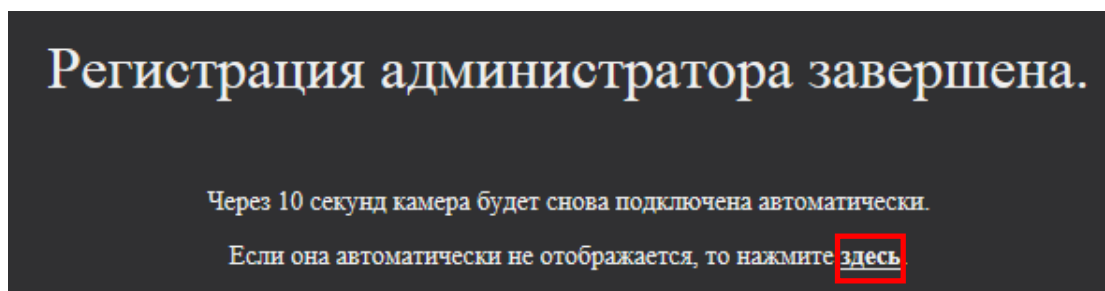 Регистрация администратора завершена.
Через 10 секунд камера будет снова подключена автоматически.
Если она автоматически не отображается, то нажмите здесь.